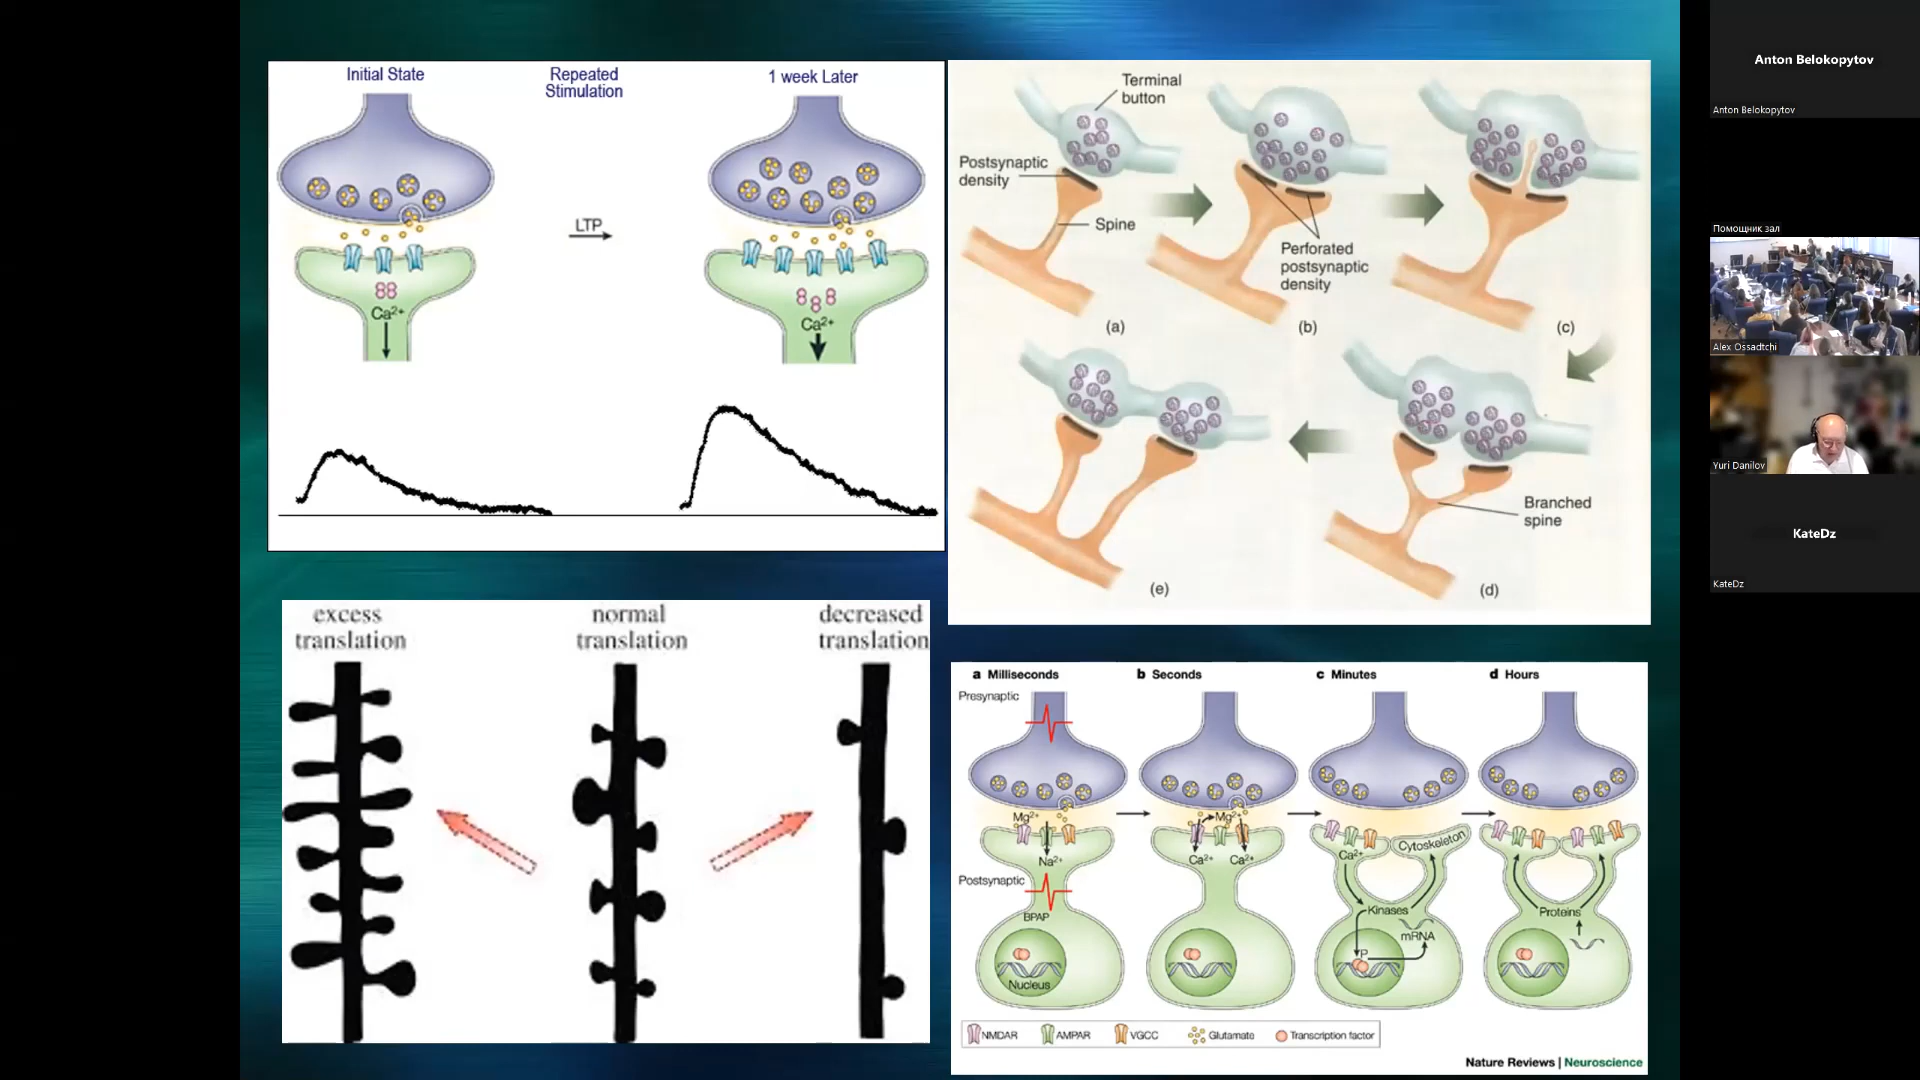 Initial State
Repeated
Stimulation
1 week Later
LTP
Ca²⁺
Ca²⁺
Terminal
button
Postsynaptic
density
Spine
Perforated
postsynaptic
density
(a)
(b)
(c)
Branched
spine
(e)
(d)
excess
translation
normal
translation
decreased
translation
a Milliseconds
b Seconds
c Minutes
d Hours
Presynaptic
Mg²⁺
Mg²⁺
Na²⁺
Ca²⁺
Ca²⁺
Ca²⁺
Cytoskeleton
Postsynaptic
BPAP
Kinases
Proteins
mRNA
P
Nucleus
NMDAR
AMPAR
VGCC
Glutamate
Transcription factor
Nature Reviews | Neuroscience
Anton Belokopytov
Anton Belokopytov
Помощник зал
Alex Ossadtchi
Yuri Danilov
KateDz
KateDz